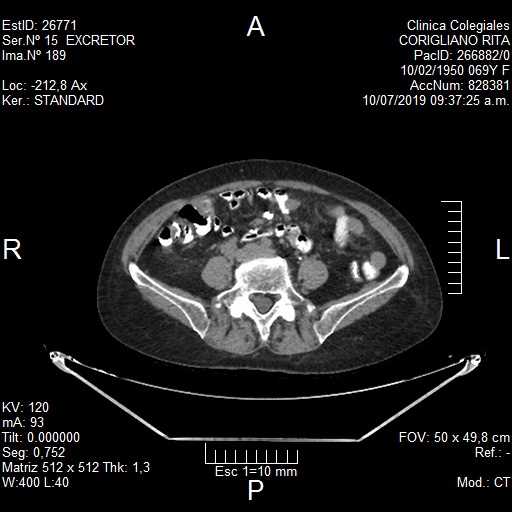 EstID: 26771
Ser.Nº 15  EXCRETOR
Ima.Nº 189
Loc: -212,8 Ax
Ker.: STANDARD
A
Clinica Colegiales
CORIGLIANO RITA
PacID: 266882/0
10/02/1950 069Y F
AccNum: 828381
10/07/2019 09:37:25 a.m.
R
L
KV: 120
mA: 93
Tilt: 0.000000
Seg: 0,752
Matriz 512 x 512 Thk: 1,3
W:400 L:40
Esc 1=10 mm
P
FOV: 50 x 49,8 cm
Ref.: -
Mod.: CT